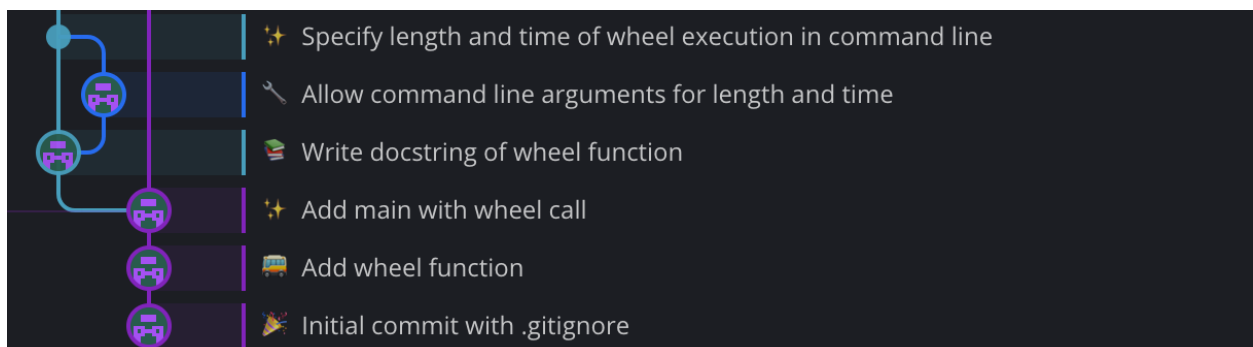 ✨ Specify length and time of wheel execution in command line
🔧 Allow command line arguments for length and time
📚 Write docstring of wheel function
✨ Add main with wheel call
🚌 Add wheel function
🎉 Initial commit with .gitignore